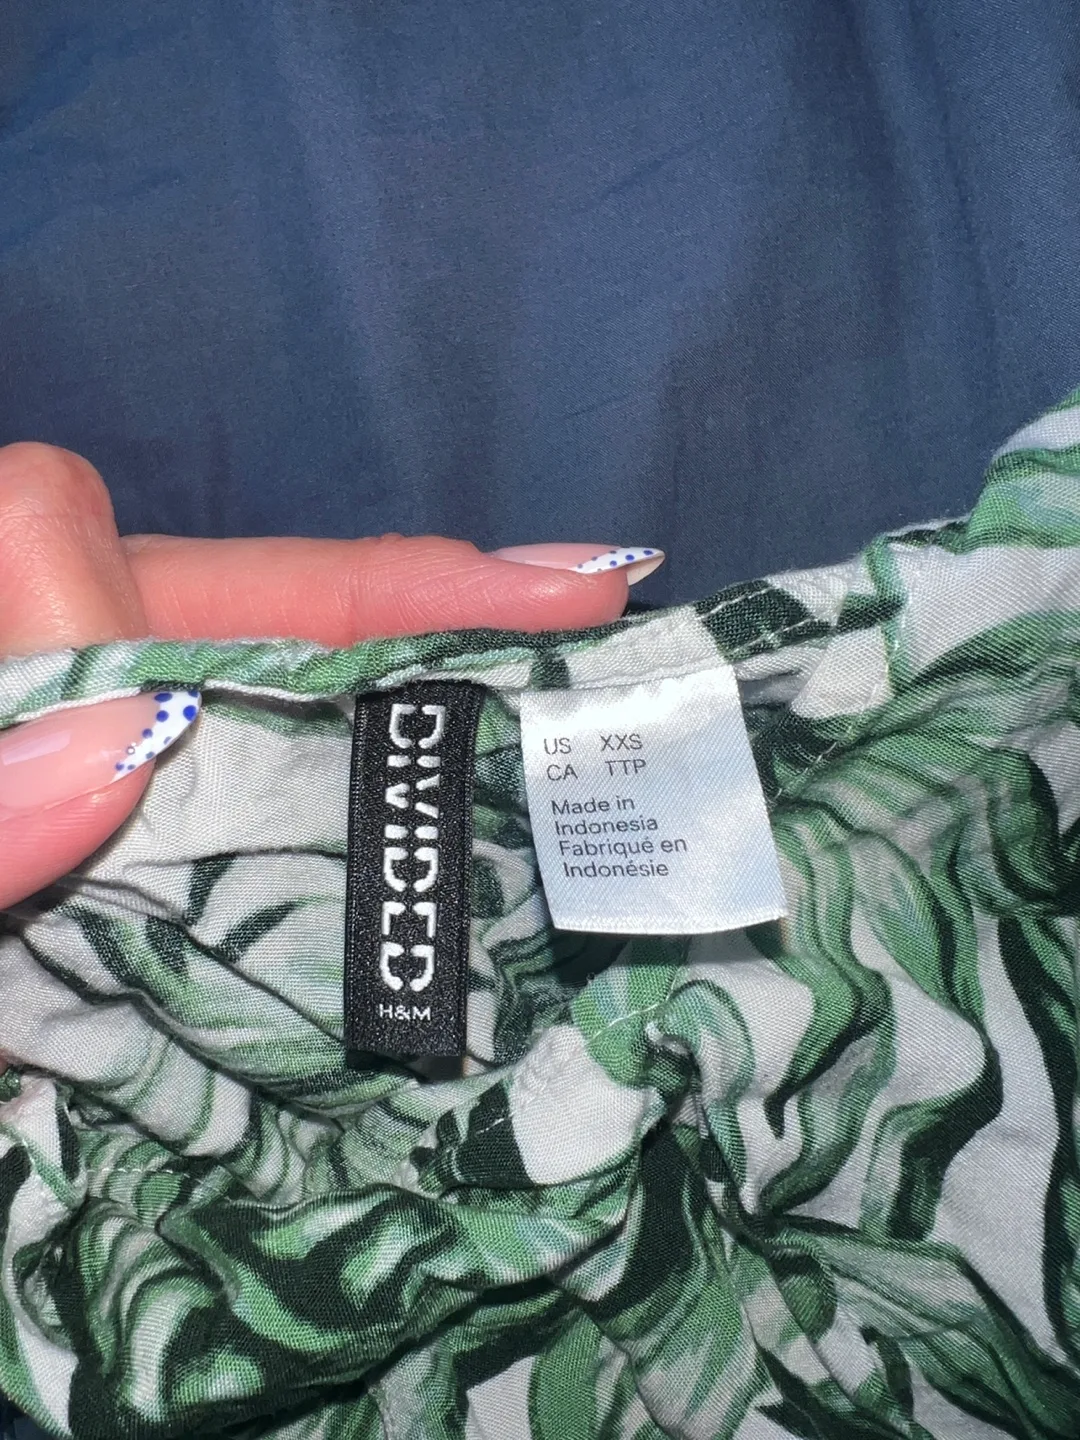 DIVIDED
H&M
US XXS
CA TTP
Made in
Indonesia
Fabriqué en
Indonésie